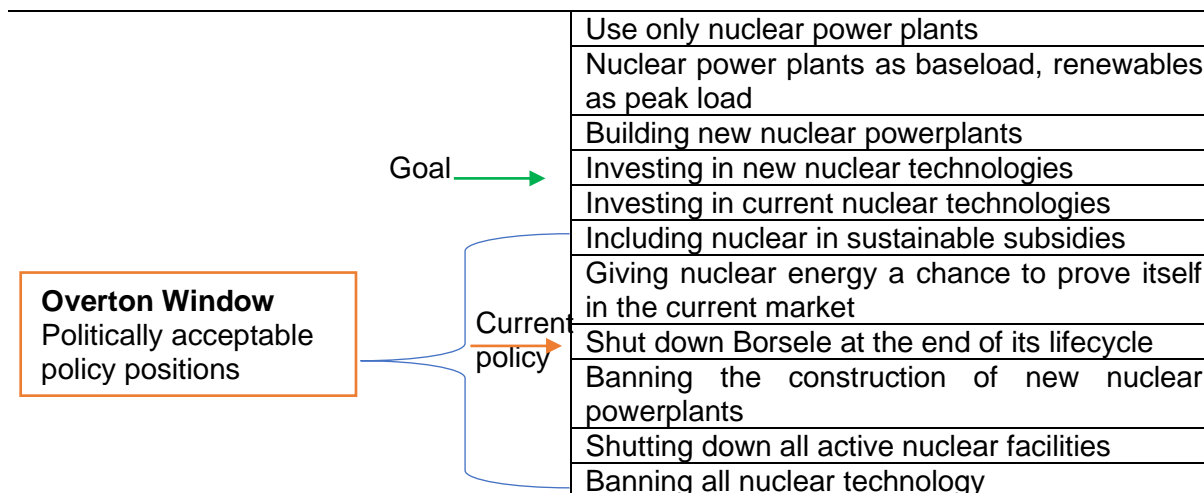 Use only nuclear power plants
Nuclear power plants as baseload, renewables
as peak load
Building new nuclear powerplants
Goal
Investing in new nuclear technologies
Investing in current nuclear technologies
Including nuclear in sustainable subsidies
Giving nuclear energy a chance to prove itself
in the current market
Overton Window
Politically acceptable
policy positions
Current
policy
Shut down Borsele at the end of its lifecycle
Banning the construction of new nuclear
powerplants
Shutting down all active nuclear facilities
Banning all nuclear technology